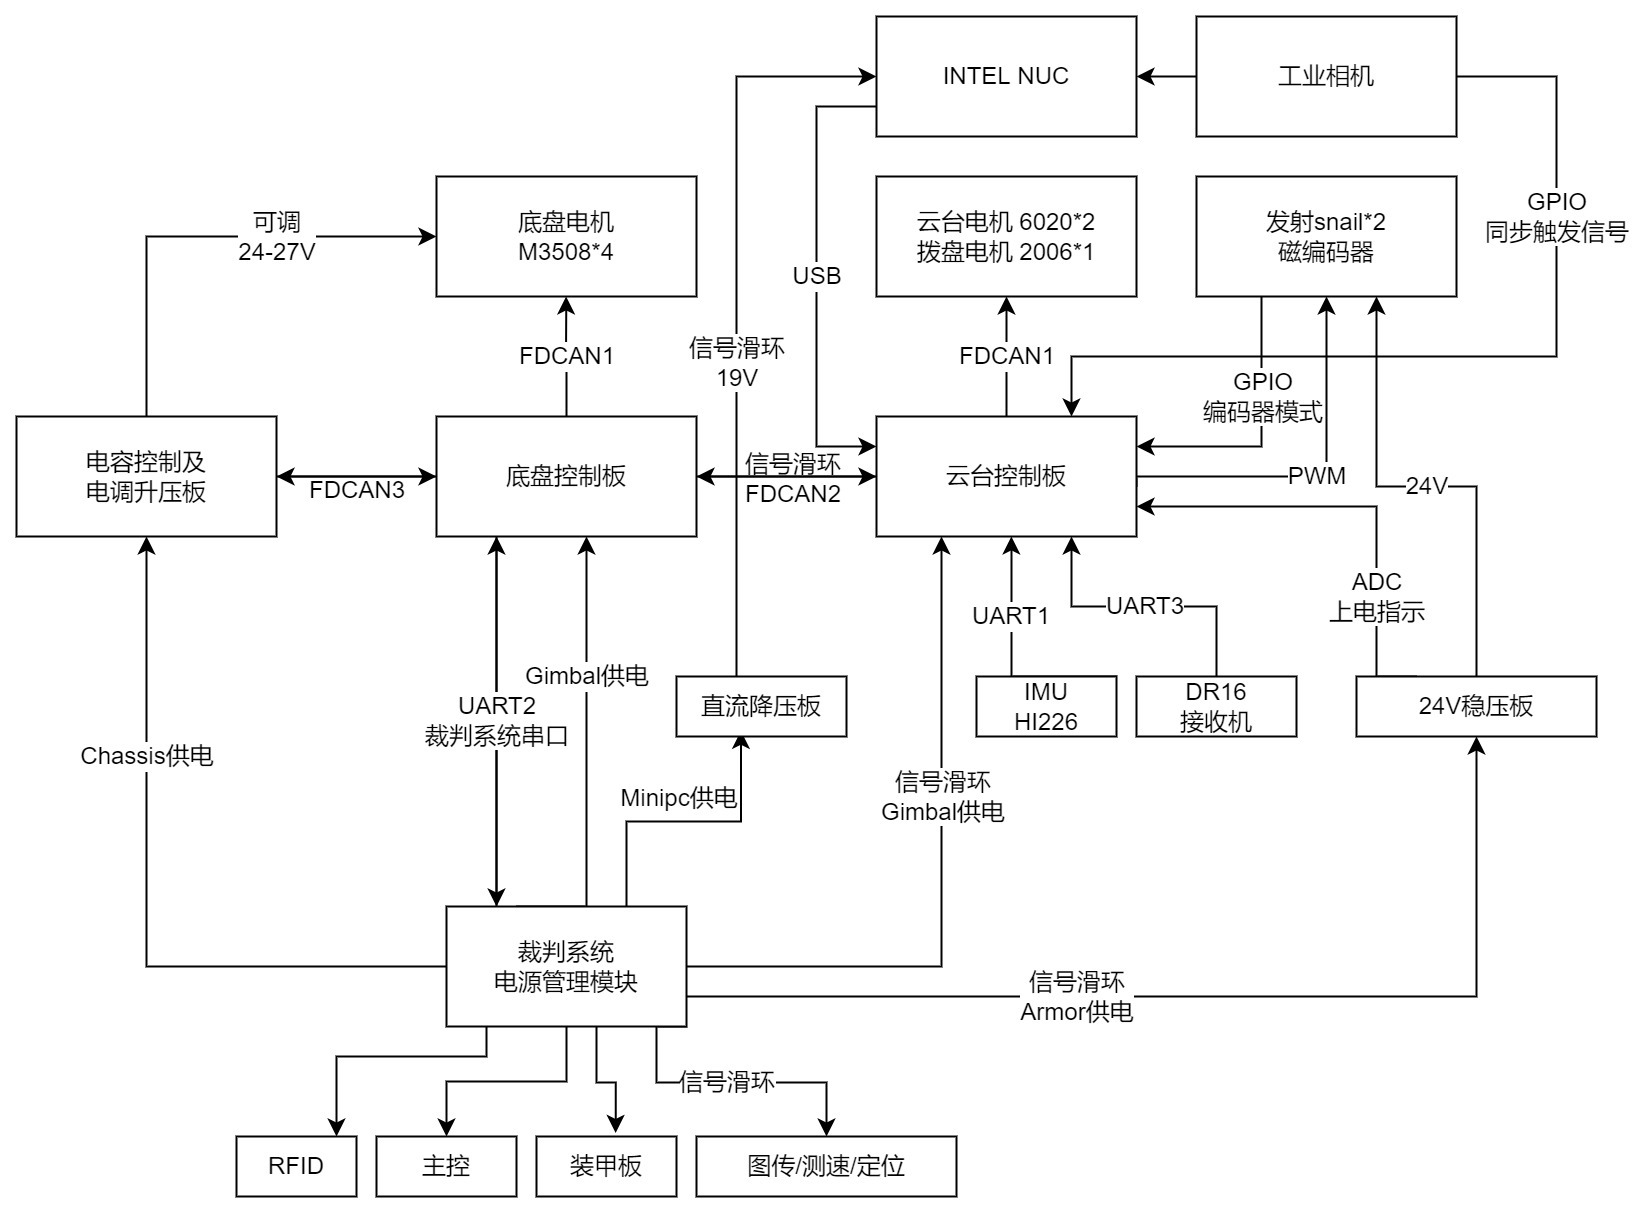 INTEL NUC
工业相机
底盘电机
M3508*4
云台电机 6020*2
拨盘电机 2006*1
发射snail*2
磁编码器
GPIO
同步触发信号
可调
24-27V
USB
FDCAN1
信号滑环
19V
FDCAN1
GPIO
编码器模式
电容控制及
电调升压板
FDCAN3
底盘控制板
信号滑环
FDCAN2
云台控制板
PWM
24V
ADC
上电指示
UART1
UART3
Gimbal供电
UART2
裁判系统串口
直流降压板
IMU
HI226
DR16
接收机
24V稳压板
Chassis供电
Minipc供电
信号滑环
Gimbal供电
裁判系统
电源管理模块
信号滑环
Armor供电
信号滑环
RFID
主控
装甲板
图传/测速/定位